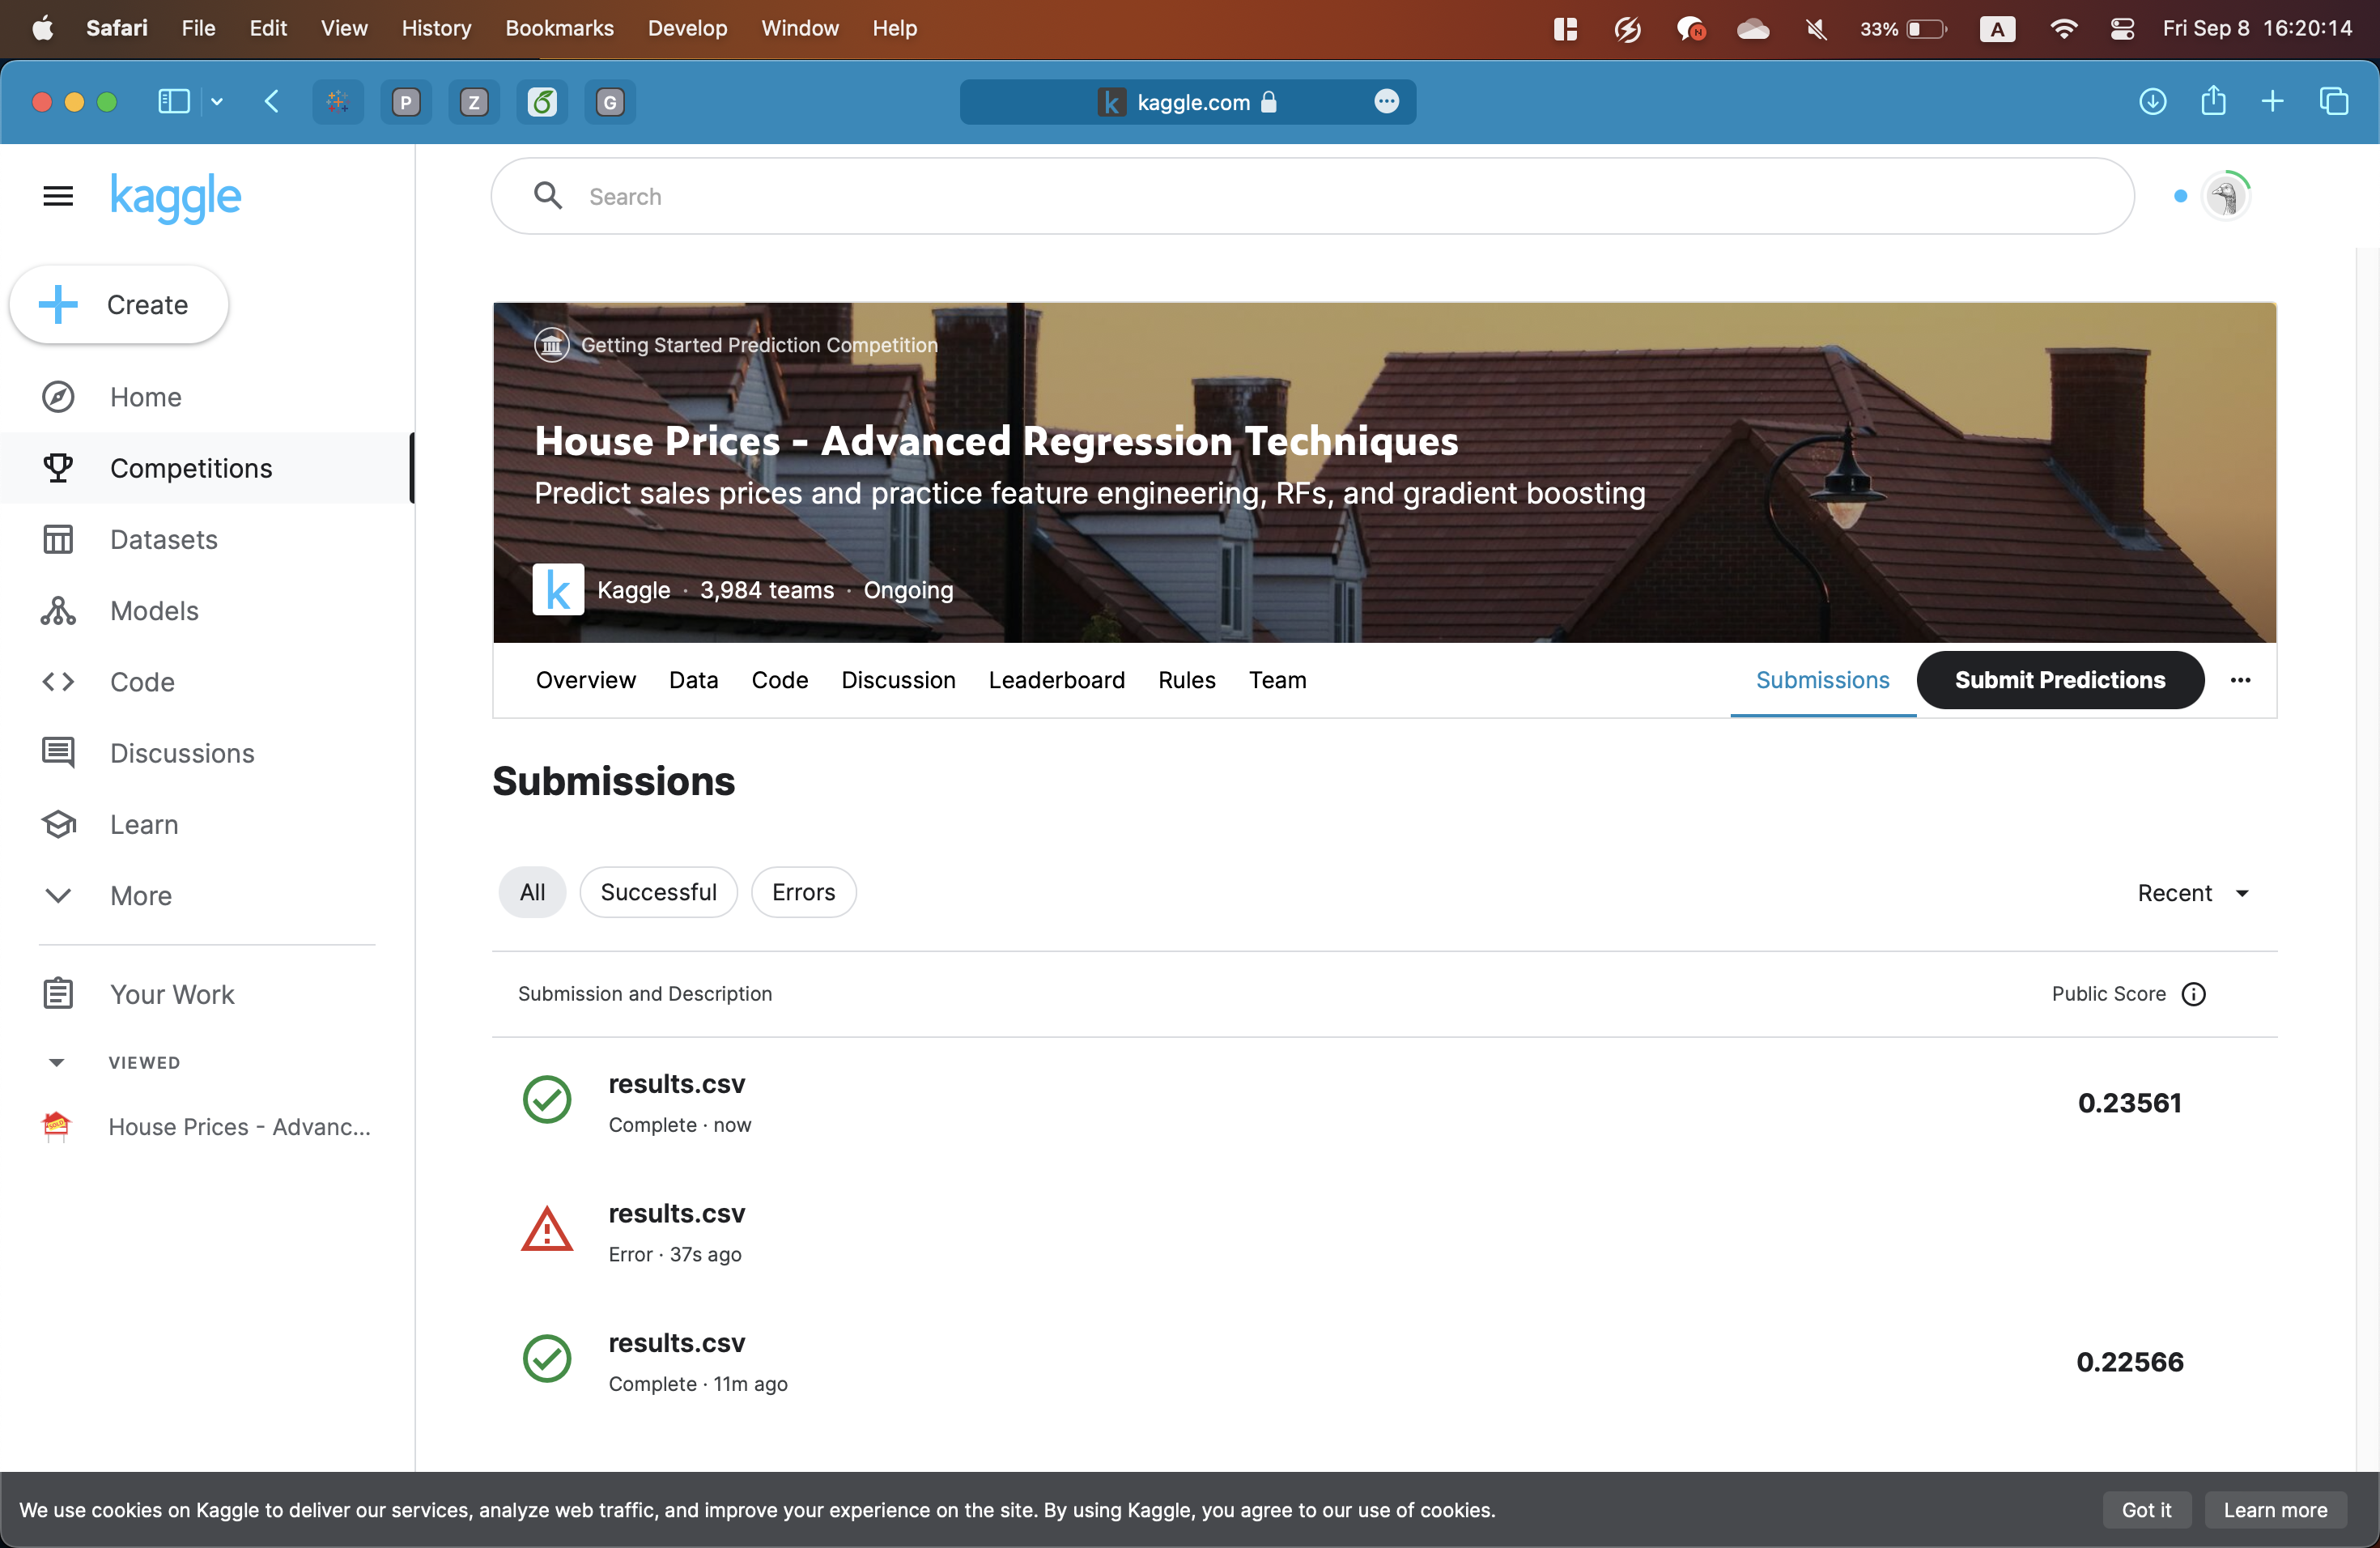 Safari File Edit View History Bookmarks Develop Window Help
N 33% A Fri Sep 8 16:20:14
P Z G k kaggle.com
kaggle
Search
Create
Home
Competitions
Datasets
Models
Code
Discussions
Learn
More
Your Work
VIEWED
SOLD House Prices - Advanc...
Getting Started Prediction Competition
House Prices - Advanced Regression Techniques
Predict sales prices and practice feature engineering, RFs, and gradient boosting
k Kaggle · 3,984 teams · Ongoing
Overview Data Code Discussion Leaderboard Rules Team Submissions Submit Predictions
Submissions
All Successful Errors Recent
Submission and Description Public Score
results.csv 0.23561
Complete · now
results.csv
Error · 37s ago
results.csv 0.22566
Complete · 11m ago
We use cookies on Kaggle to deliver our services, analyze web traffic, and improve your experience on the site. By using Kaggle, you agree to our use of cookies. Got it Learn more